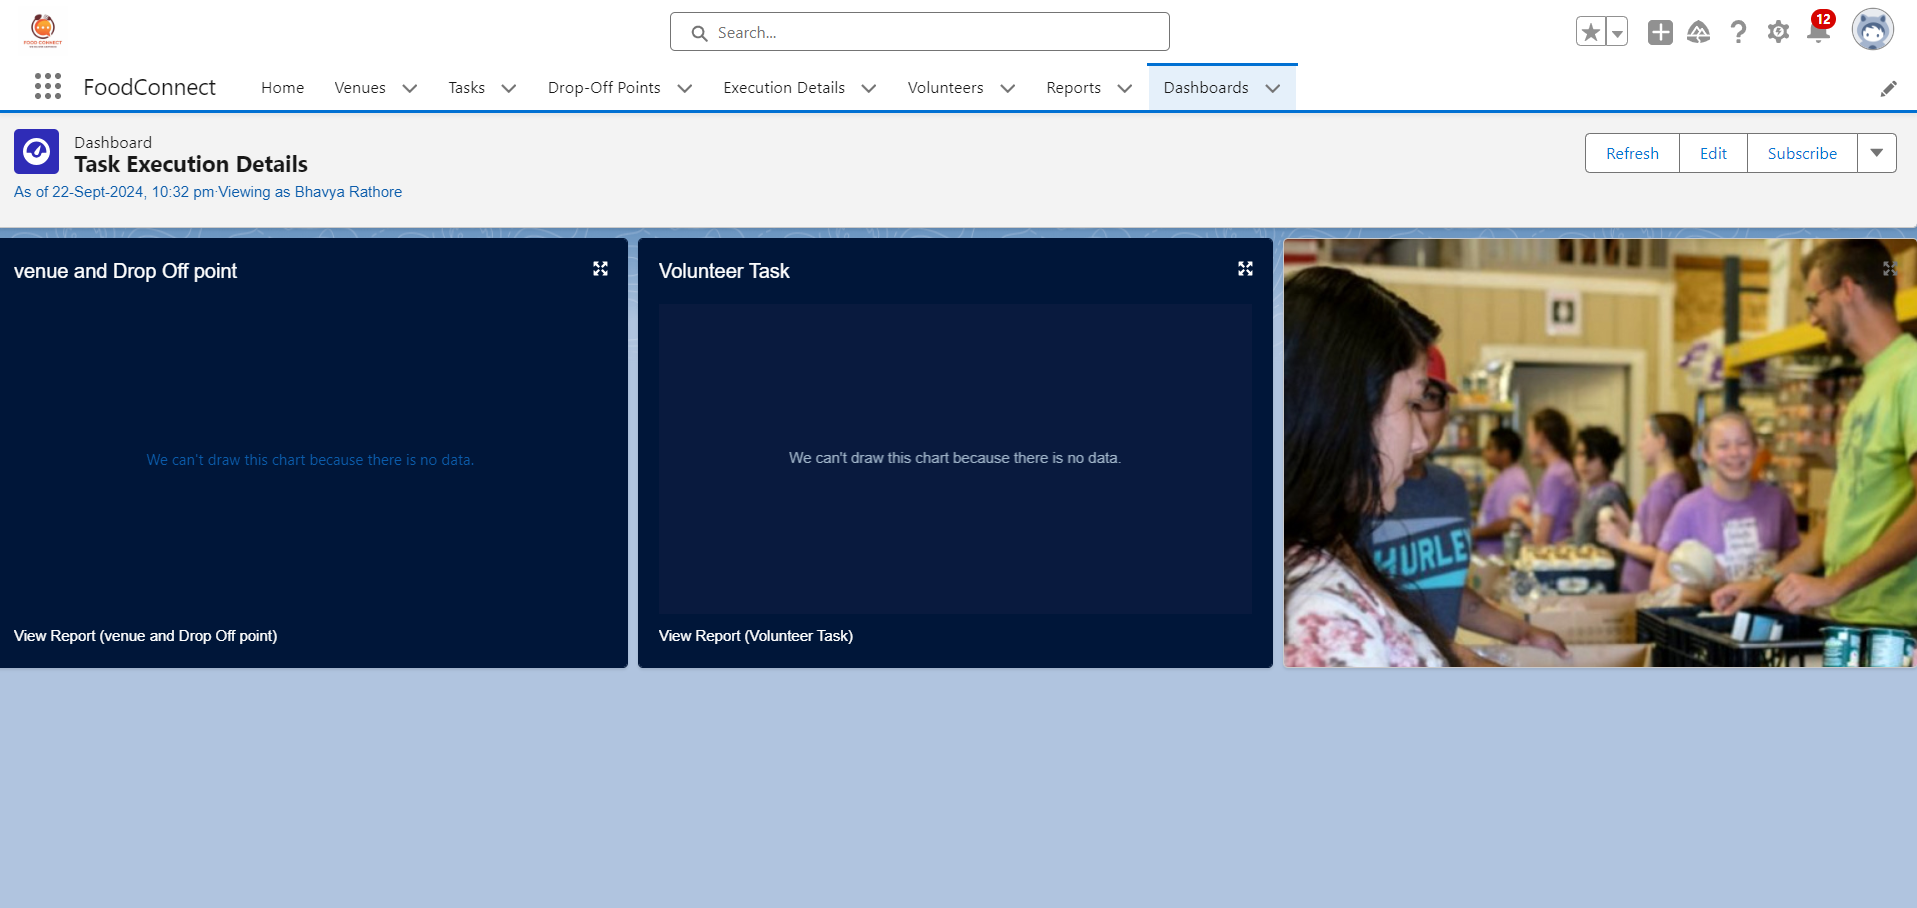 FOOD CONNECT
Search...
12
FoodConnect
Home
Venues
Tasks
Drop-Off Points
Execution Details
Volunteers
Reports
Dashboards
Dashboard
Task Execution Details
As of 22-Sept-2024, 10:32 pm·Viewing as Bhavya Rathore
Refresh
Edit
Subscribe
venue and Drop Off point
We can't draw this chart because there is no data.
View Report (venue and Drop Off point)
Volunteer Task
We can't draw this chart because there is no data.
View Report (Volunteer Task)
HURLEY